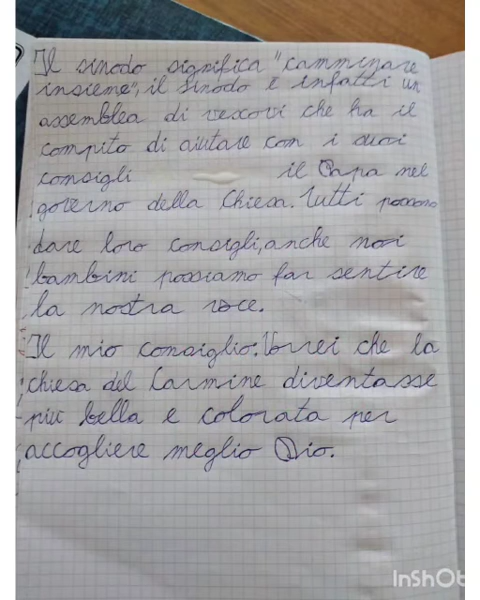 Il sinodo significa "camminare
insieme", il sinodo è infatti un
assemblea di vescovi che ha il
compito di aiutare con i suoi
consigli il Papa nel
governo della Chiesa. Tutti possono
dare loro consigli, anche noi
bambini possiamo far sentire
la nostra voce.
Il mio consiglio: Vorrei che la
chiesa del Carmine diventasse
più bella e colorata per
accogliere meglio Dio.
InShOt